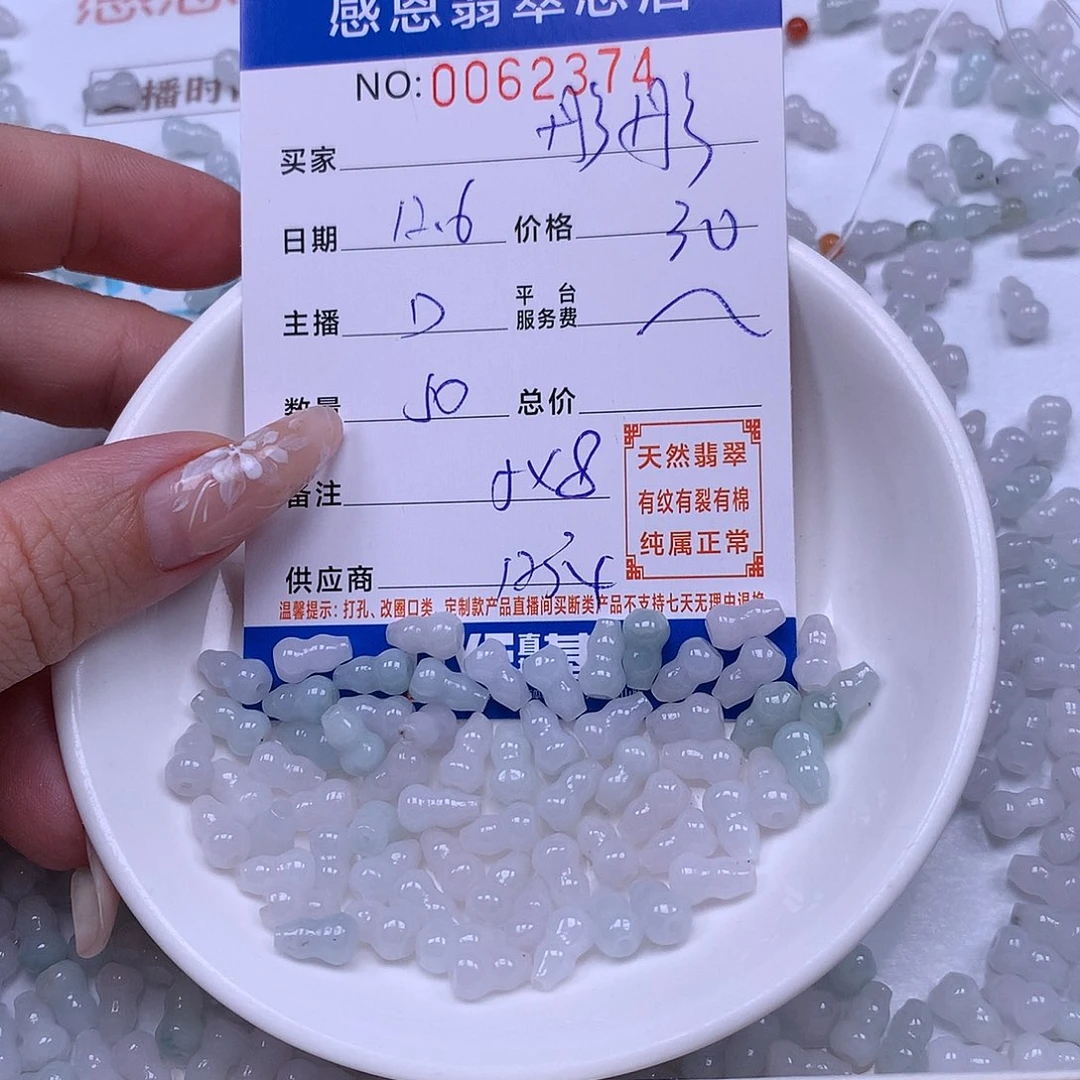 感恩翡翠总店
播时
NO:0062374
买家 彤彤
日期 12.6 价格 30
主播 D 平台服务费
数量 50 总价
备注 ×8
天然翡翠
有纹有裂有棉
纯属正常
供应商
温馨提示：打孔、改圈口类、定制款产品直播间买断类产品不支持七天无理由退换